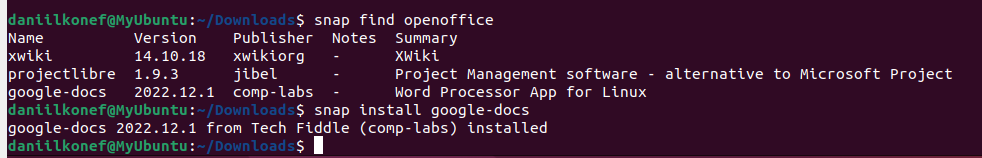 daniilkonef@MyUbuntu:~/Downloads$ snap find openoffice
Name Version Publisher Notes Summary
xwiki 14.10.18 xwikiorg - XWiki
projectlibre 1.9.3 jibel - Project Management software - alternative to Microsoft Project
google-docs 2022.12.1 comp-labs - Word Processor App for Linux
daniilkonef@MyUbuntu:~/Downloads$ snap install google-docs
google-docs 2022.12.1 from Tech Fiddle (comp-labs) installed
daniilkonef@MyUbuntu:~/Downloads$